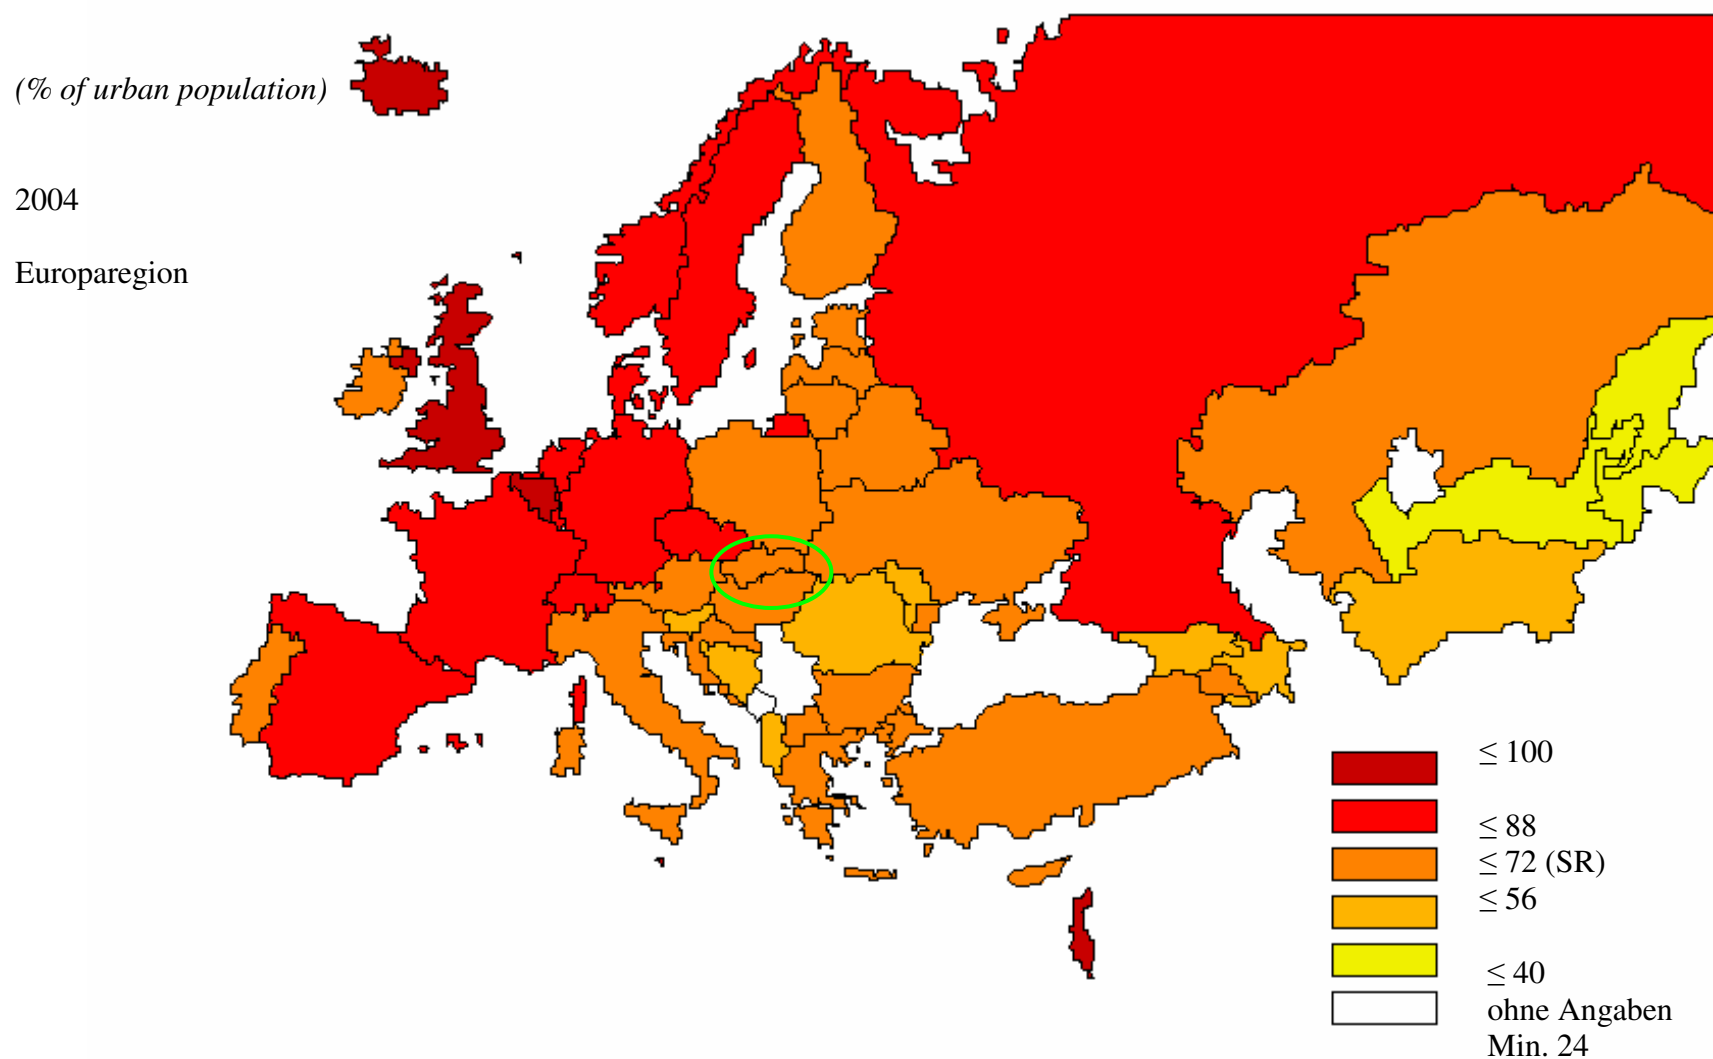 (% of urban population)
2004
Europaregion
≤ 100
≤ 88
≤ 72 (SR)
≤ 56
≤ 40
ohne Angaben
Min. 24